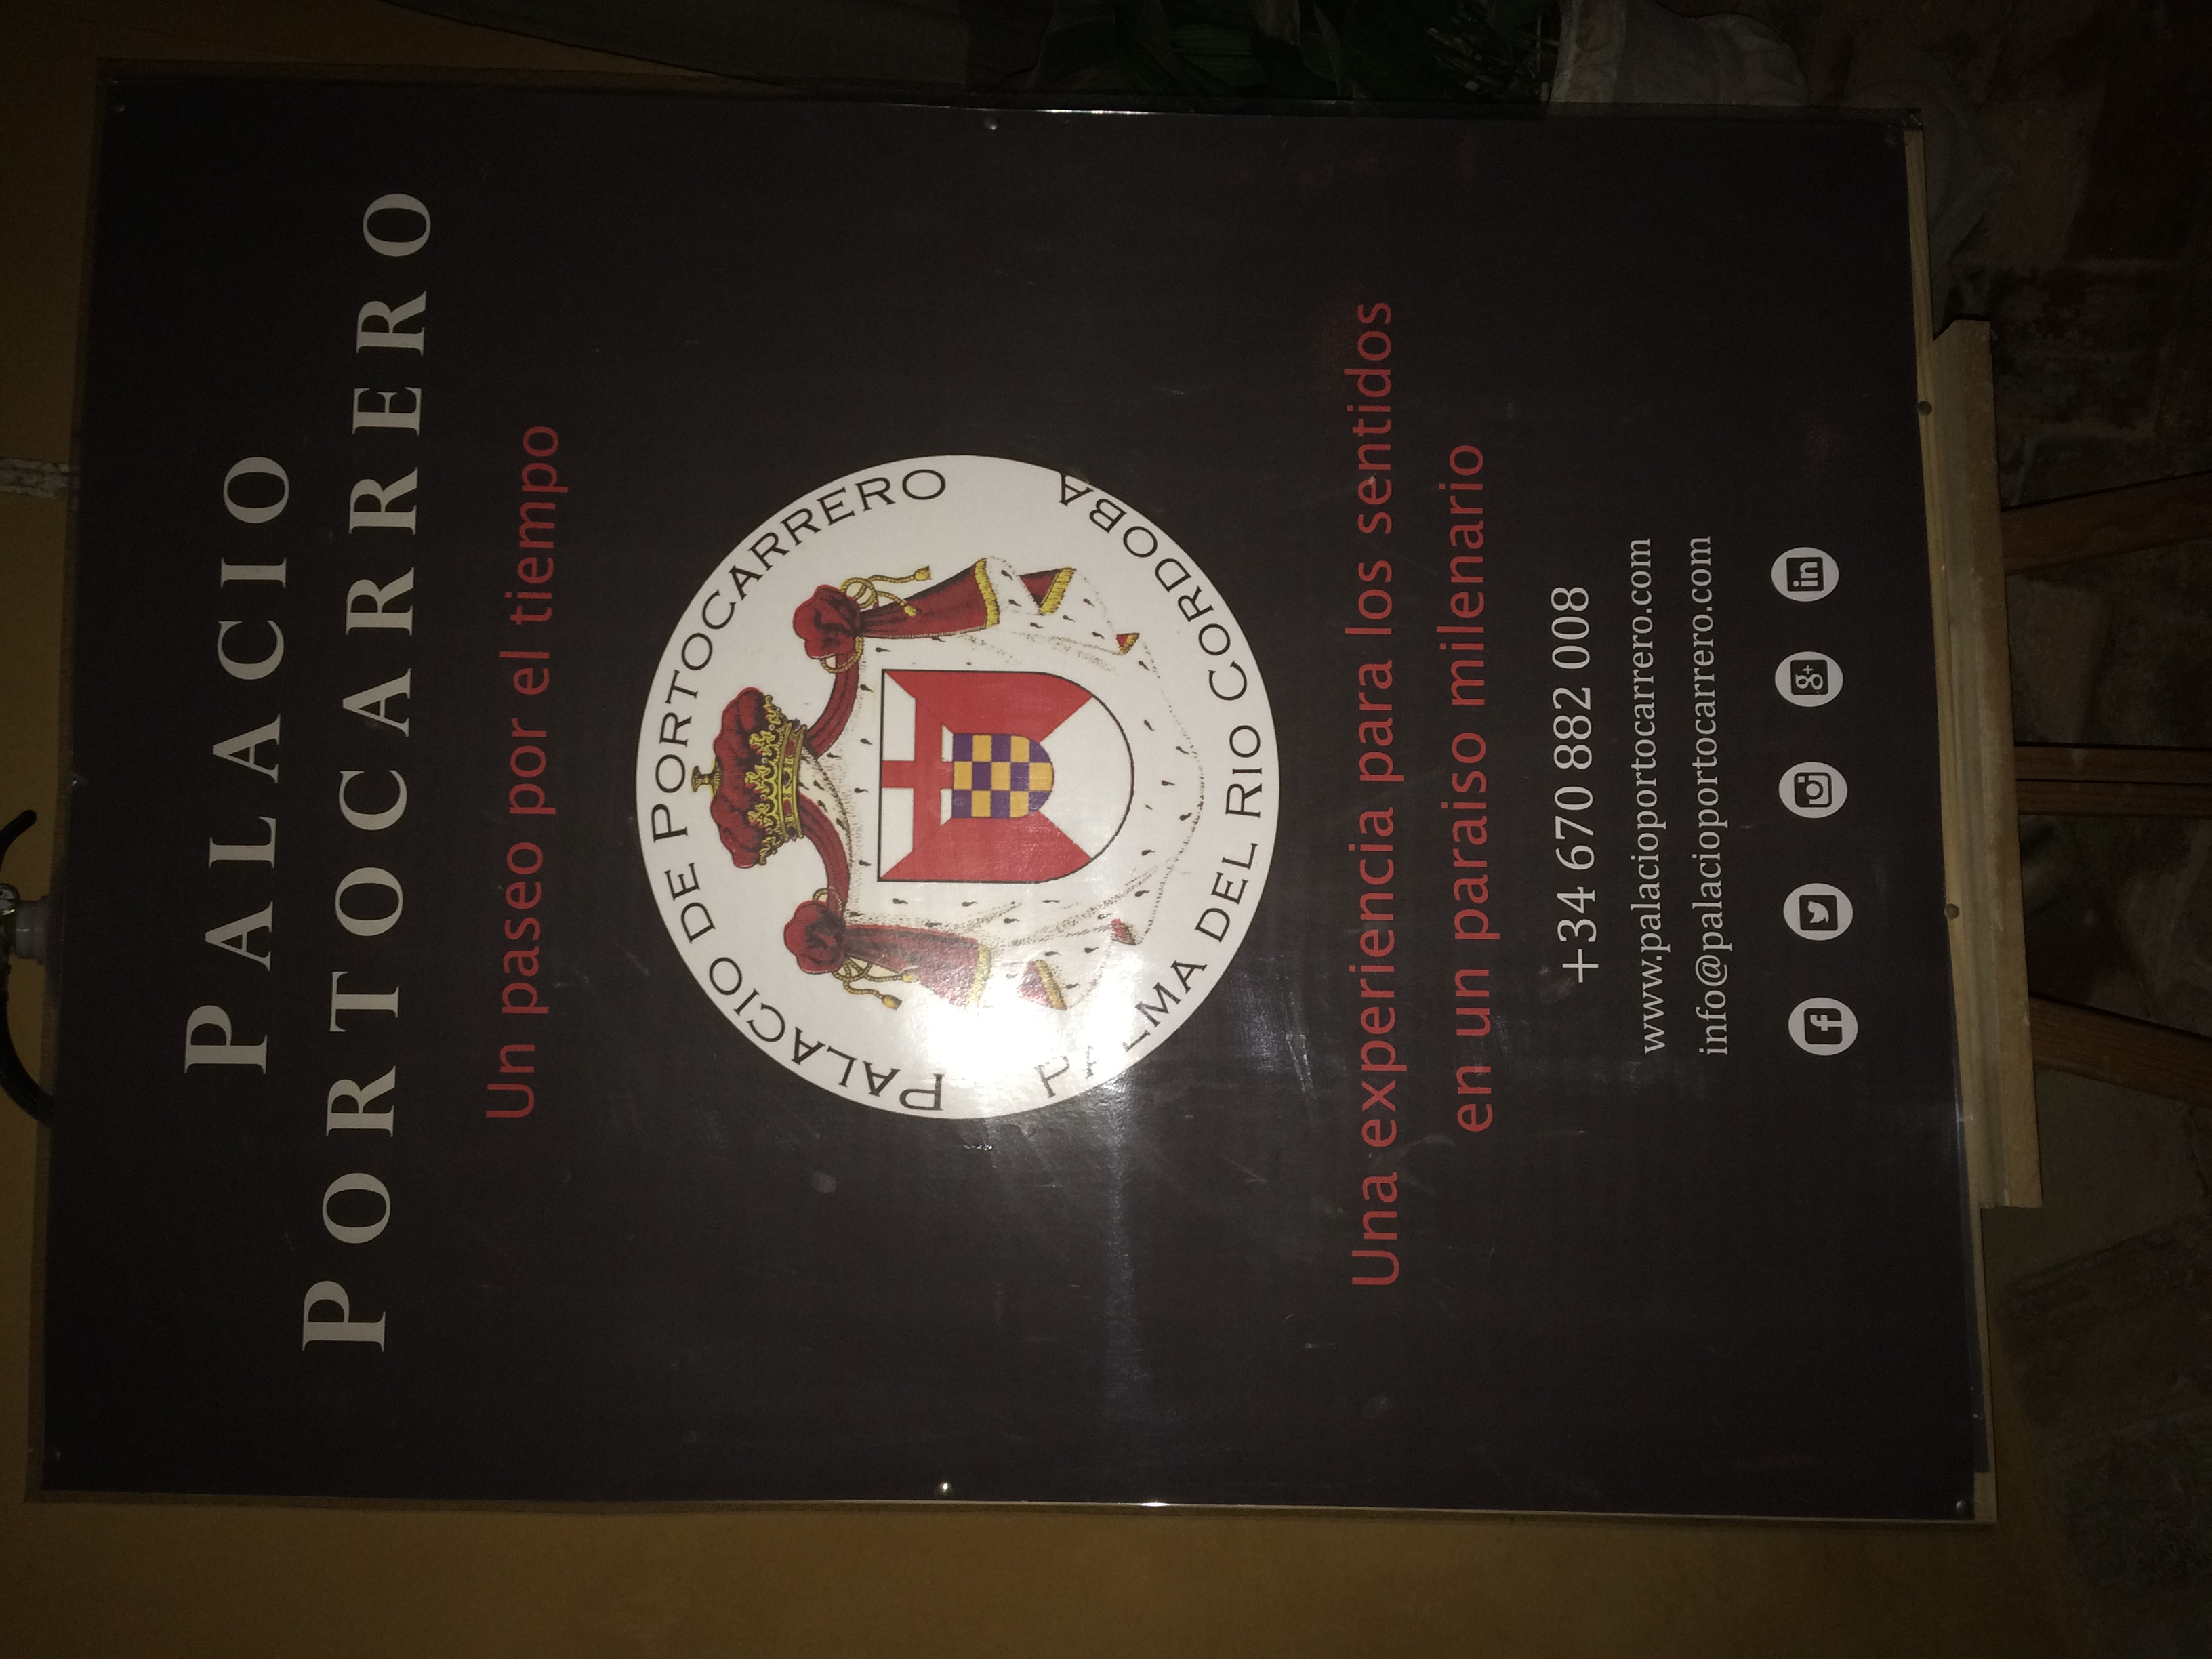 PALACIO
PORTOCARRERO
Un paseo por el tiempo
PALACIO DE PORTOCARRERO
PALMA DEL RIO CORDOBA
Una experiencia para los sentidos
en un paraiso milenario
+34 670 882 008
www.palacioportocarrero.com
info@palacioportocarrero.com
f g+ in